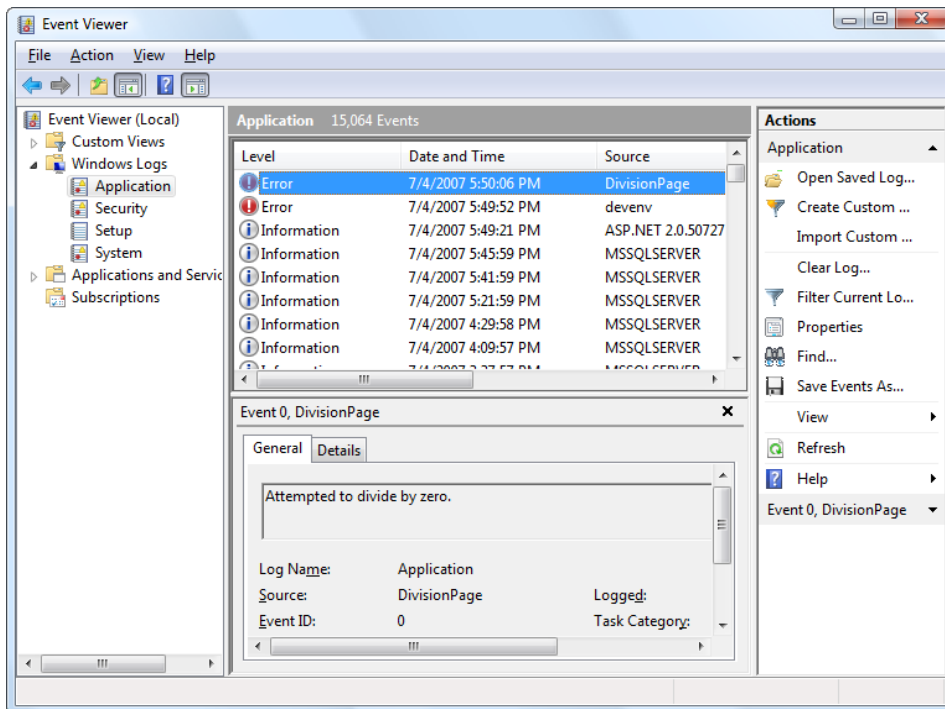 Event Viewer
File Action View Help
Event Viewer (Local)
Custom Views
Windows Logs
Application
Security
Setup
System
Applications and Servic
Subscriptions
Application 15,064 Events
Level Date and Time Source
Error 7/4/2007 5:50:06 PM DivisionPage
Error 7/4/2007 5:49:52 PM devenv
Information 7/4/2007 5:49:21 PM ASP.NET 2.0.50727
Information 7/4/2007 5:45:59 PM MSSQLSERVER
Information 7/4/2007 5:41:59 PM MSSQLSERVER
Information 7/4/2007 5:21:59 PM MSSQLSERVER
Information 7/4/2007 4:29:58 PM MSSQLSERVER
Information 7/4/2007 4:09:57 PM MSSQLSERVER
Event 0, DivisionPage
General Details
Attempted to divide by zero.
Log Name: Application
Source: DivisionPage Logged:
Event ID: 0 Task Category:
Actions
Application
Open Saved Log...
Create Custom ...
Import Custom ...
Clear Log...
Filter Current Lo...
Properties
Find...
Save Events As...
View
Refresh
Help
Event 0, DivisionPage